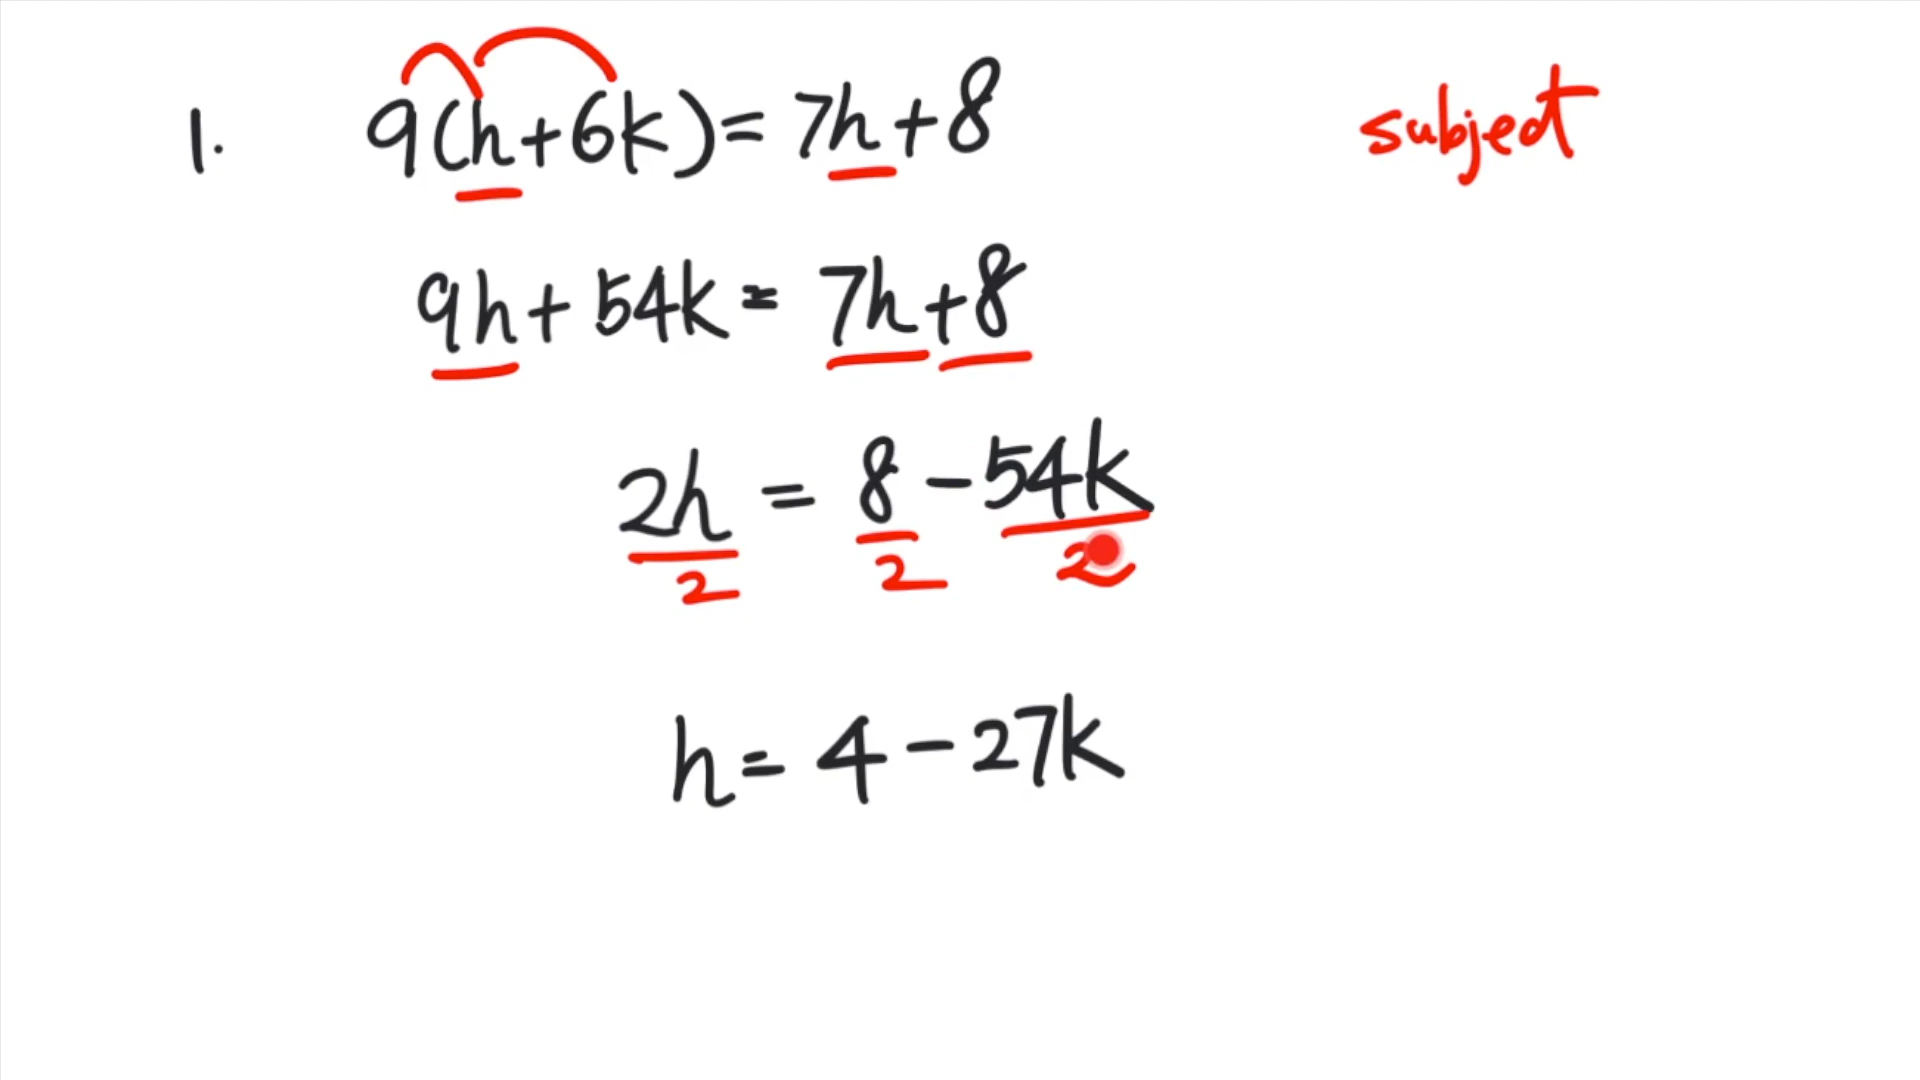 1. 9(h+6k)=7h+8 subject
9h+54k=7h+8
2h = 8-54k
2 2 2
h=4-27k